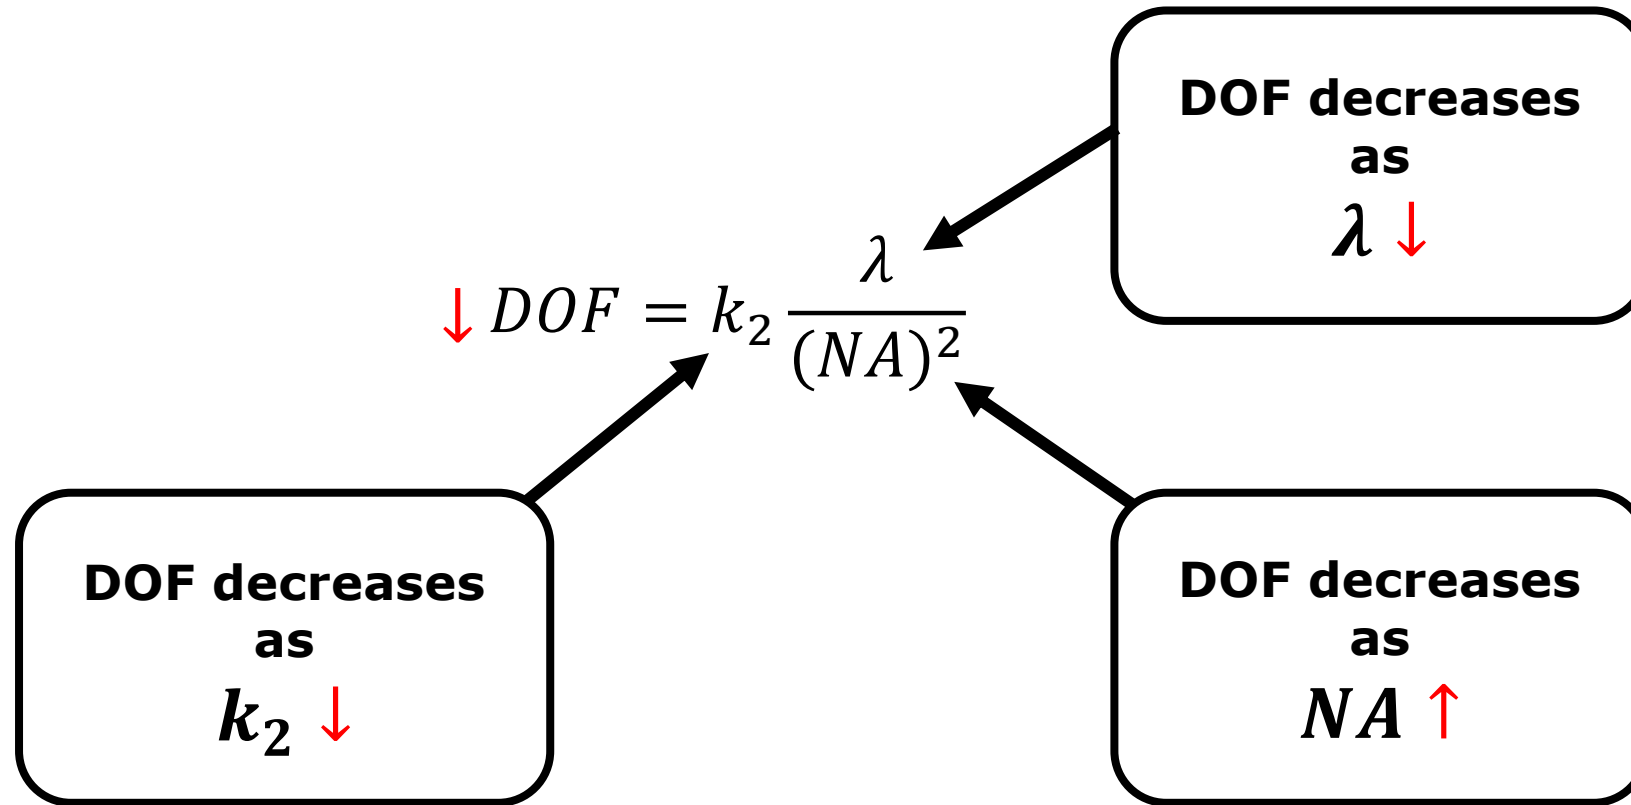 DOF decreases
as
λ ↓
↓ DOF = k₂ λ / (NA)²
DOF decreases
as
k₂ ↓
DOF decreases
as
NA ↑